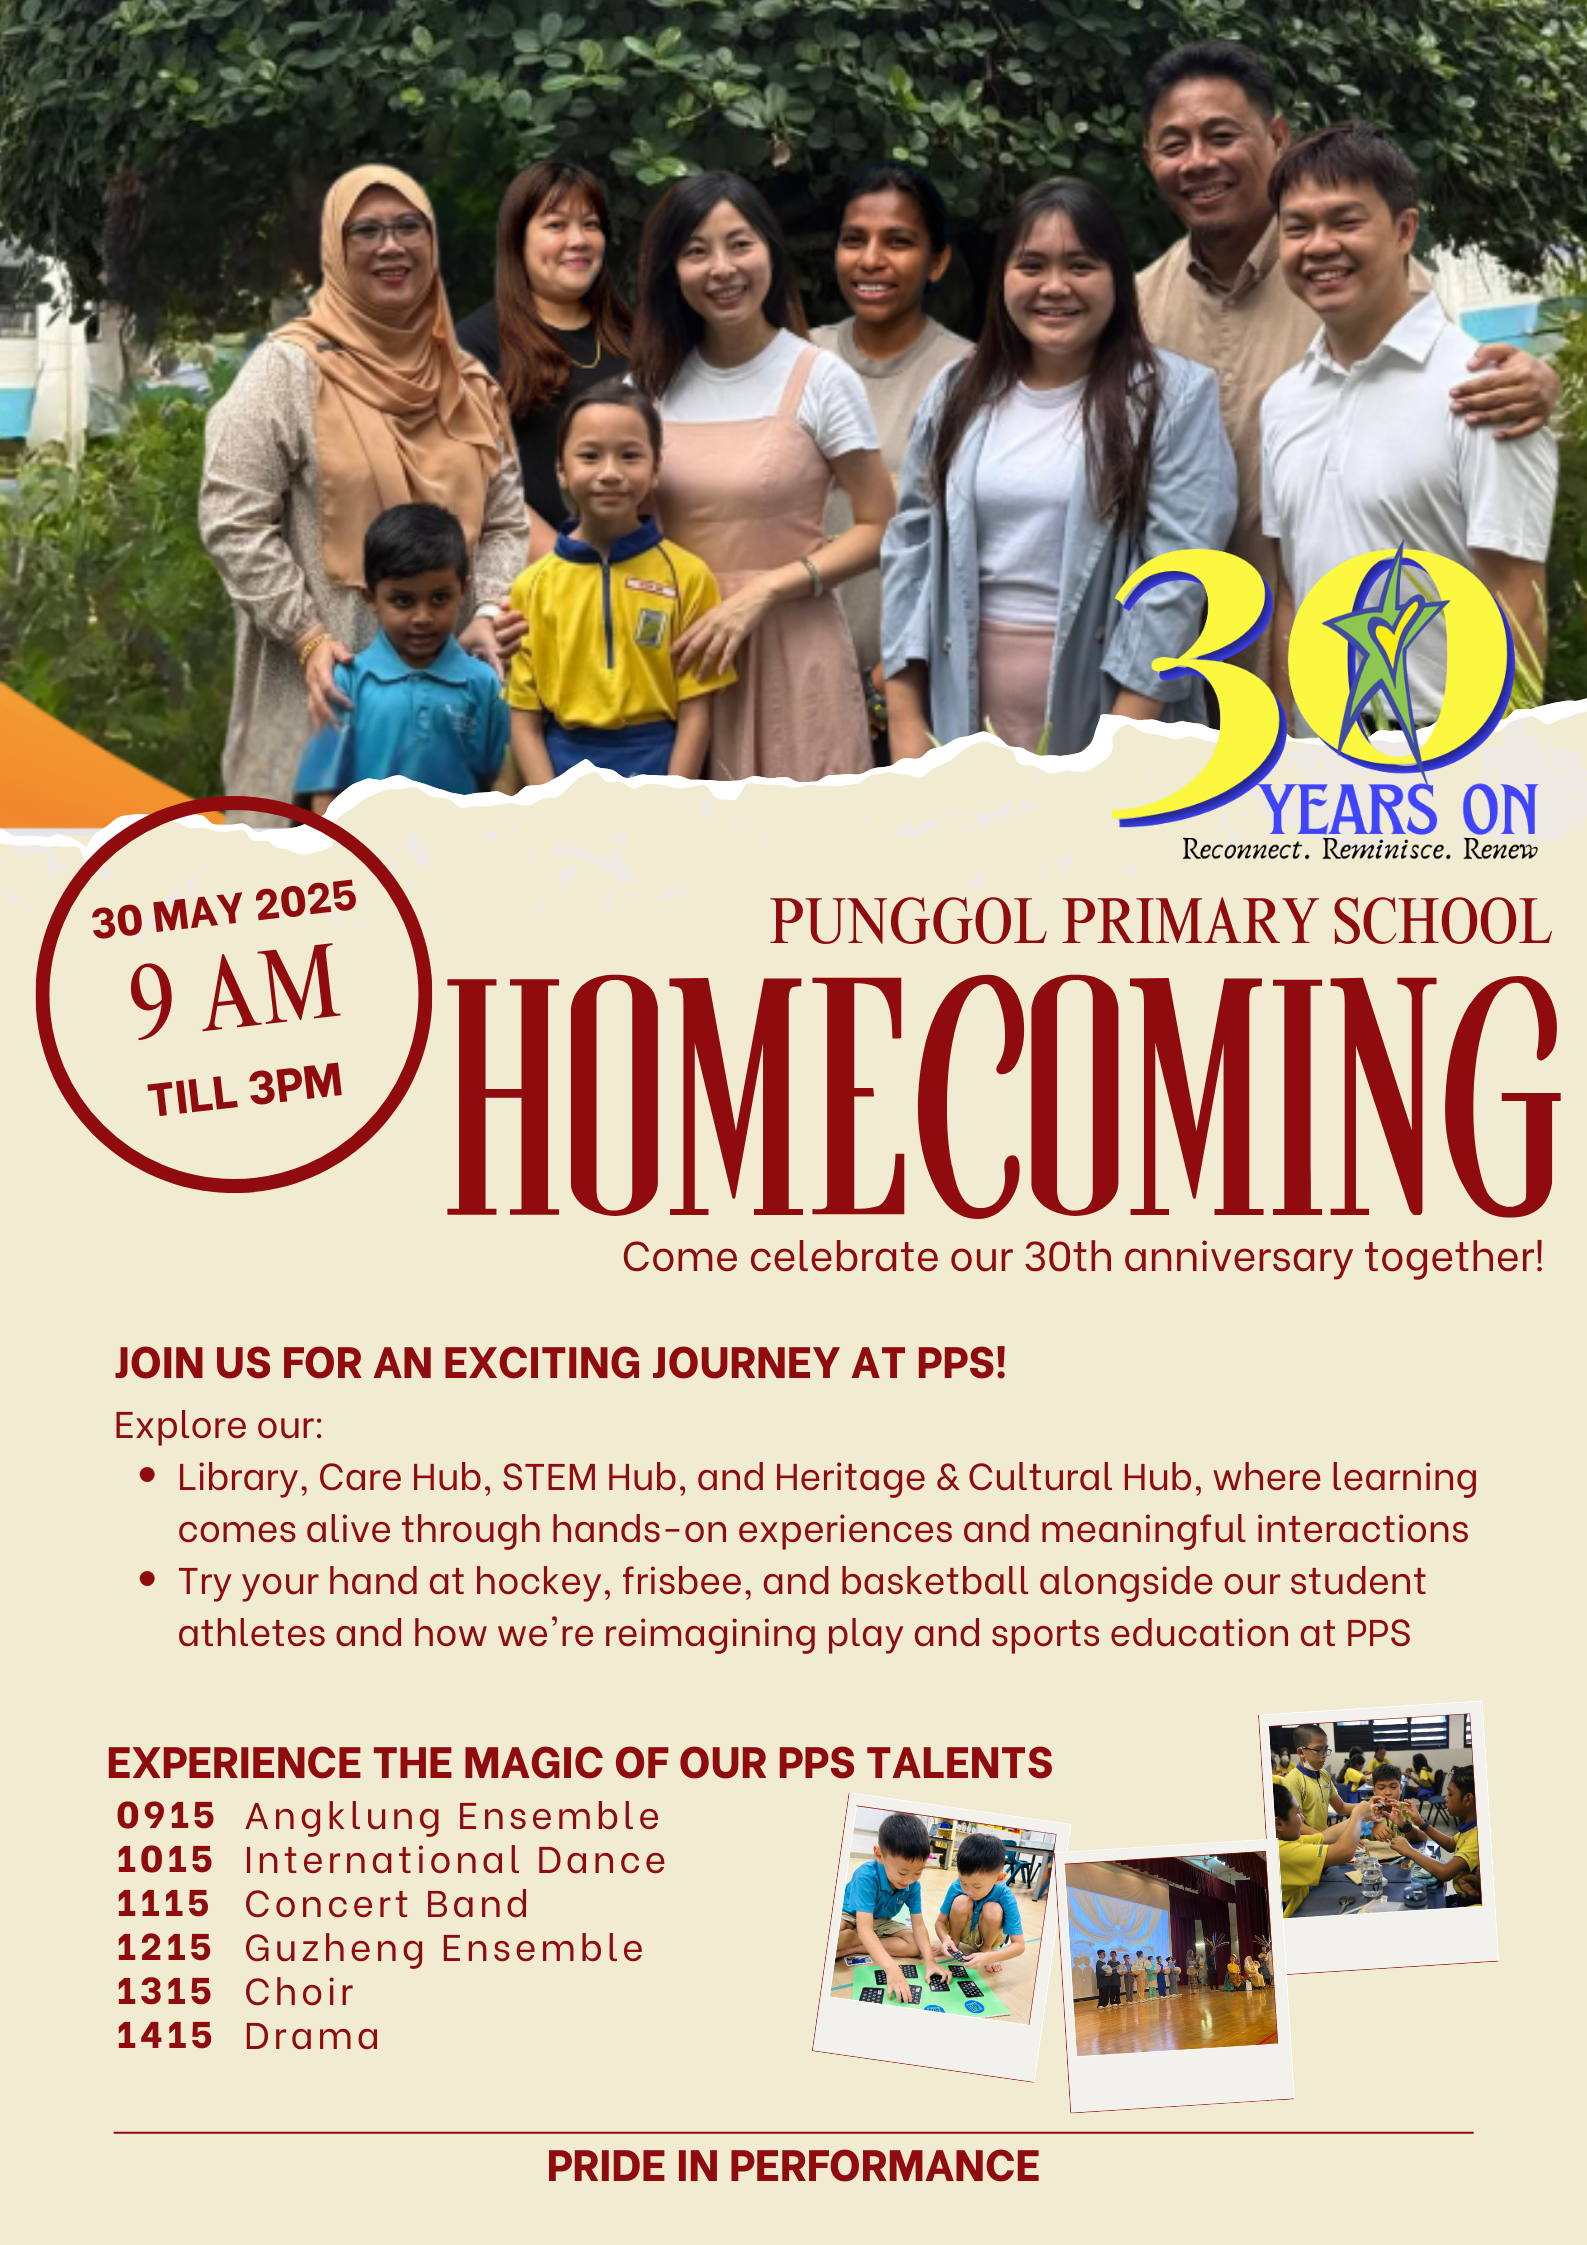 30
YEARS ON
Reconnect. Reminisce. Renew
30 MAY 2025
9 AM
TILL 3PM
PUNGGOL PRIMARY SCHOOL
HOMECOMING
Come celebrate our 30th anniversary together!
JOIN US FOR AN EXCITING JOURNEY AT PPS!
Explore our:
• Library, Care Hub, STEM Hub, and Heritage & Cultural Hub, where learning
comes alive through hands-on experiences and meaningful interactions
• Try your hand at hockey, frisbee, and basketball alongside our student
athletes and how we're reimagining play and sports education at PPS
EXPERIENCE THE MAGIC OF OUR PPS TALENTS
0915 Angklung Ensemble
1015 International Dance
1115 Concert Band
1215 Guzheng Ensemble
1315 Choir
1415 Drama
PRIDE IN PERFORMANCE